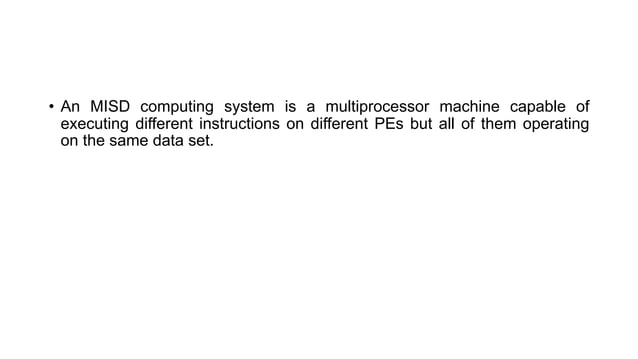 • An MISD computing system is a multiprocessor machine capable of
executing different instructions on different PEs but all of them operating
on the same data set.